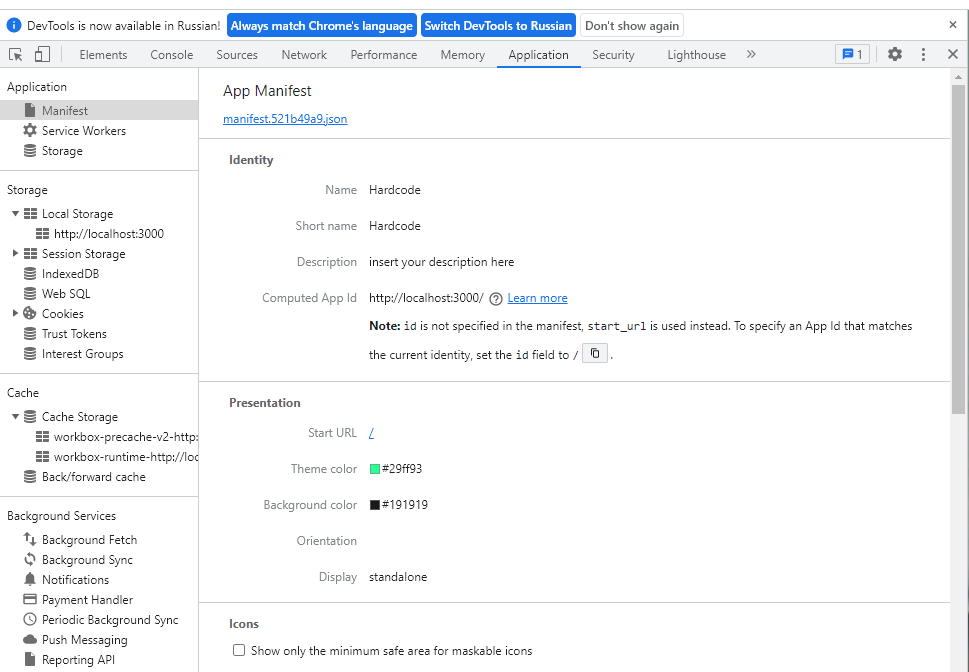 DevTools is now available in Russian! Always match Chrome's language Switch DevTools to Russian Don't show again
Elements Console Sources Network Performance Memory Application Security Lighthouse 1
Application
Manifest
Service Workers
Storage
Storage
Local Storage
http://localhost:3000
Session Storage
IndexedDB
Web SQL
Cookies
Trust Tokens
Interest Groups
Cache
Cache Storage
workbox-precache-v2-http:
workbox-runtime-http://loc
Back/forward cache
Background Services
Background Fetch
Background Sync
Notifications
Payment Handler
Periodic Background Sync
Push Messaging
Reporting API
App Manifest
manifest.521b49a9.json
Identity
Name Hardcode
Short name Hardcode
Description insert your description here
Computed App Id http://localhost:3000/ Learn more
Note: id is not specified in the manifest, start_url is used instead. To specify an App Id that matches
the current identity, set the id field to / .
Presentation
Start URL /
Theme color #29ff93
Background color #191919
Orientation
Display standalone
Icons
Show only the minimum safe area for maskable icons